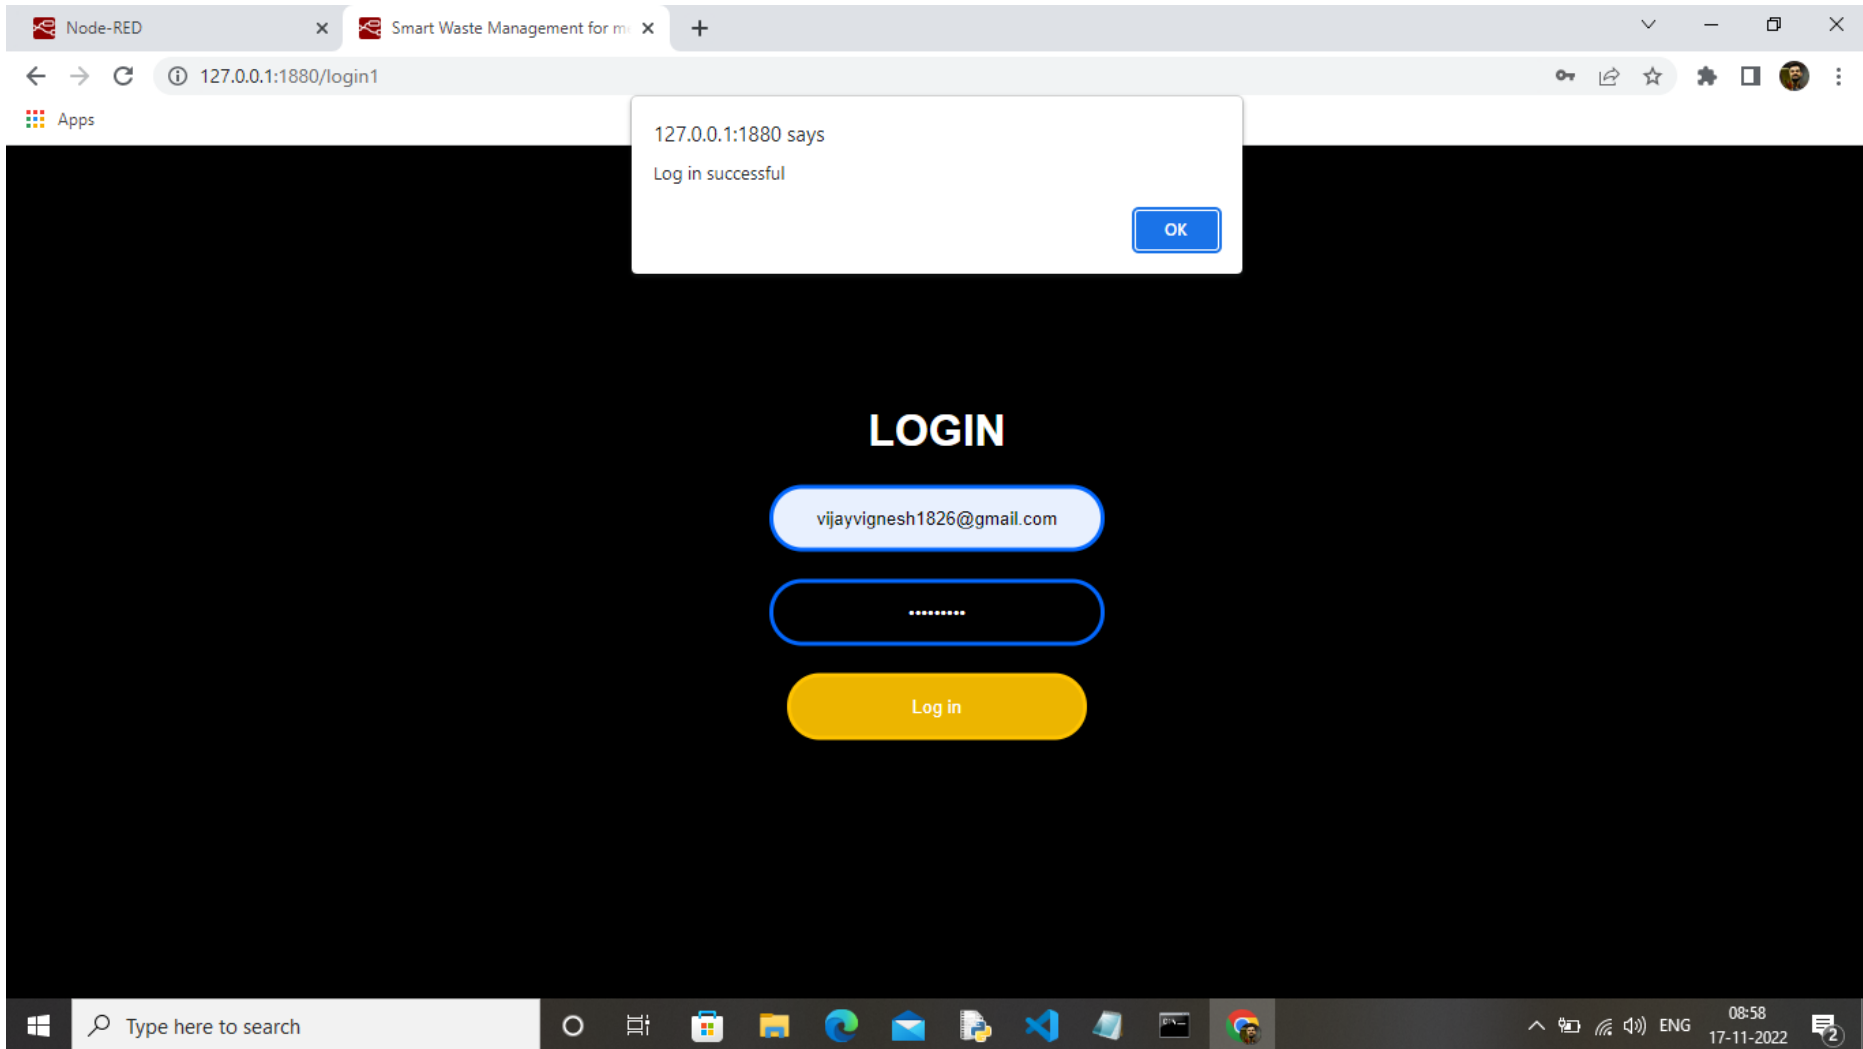 Node-RED
Smart Waste Management for m
127.0.0.1:1880/login1
Apps
127.0.0.1:1880 says
Log in successful
OK
LOGIN
vijayvignesh1826@gmail.com
•••••••••
Log in
Type here to search
ENG
08:58
17-11-2022
2